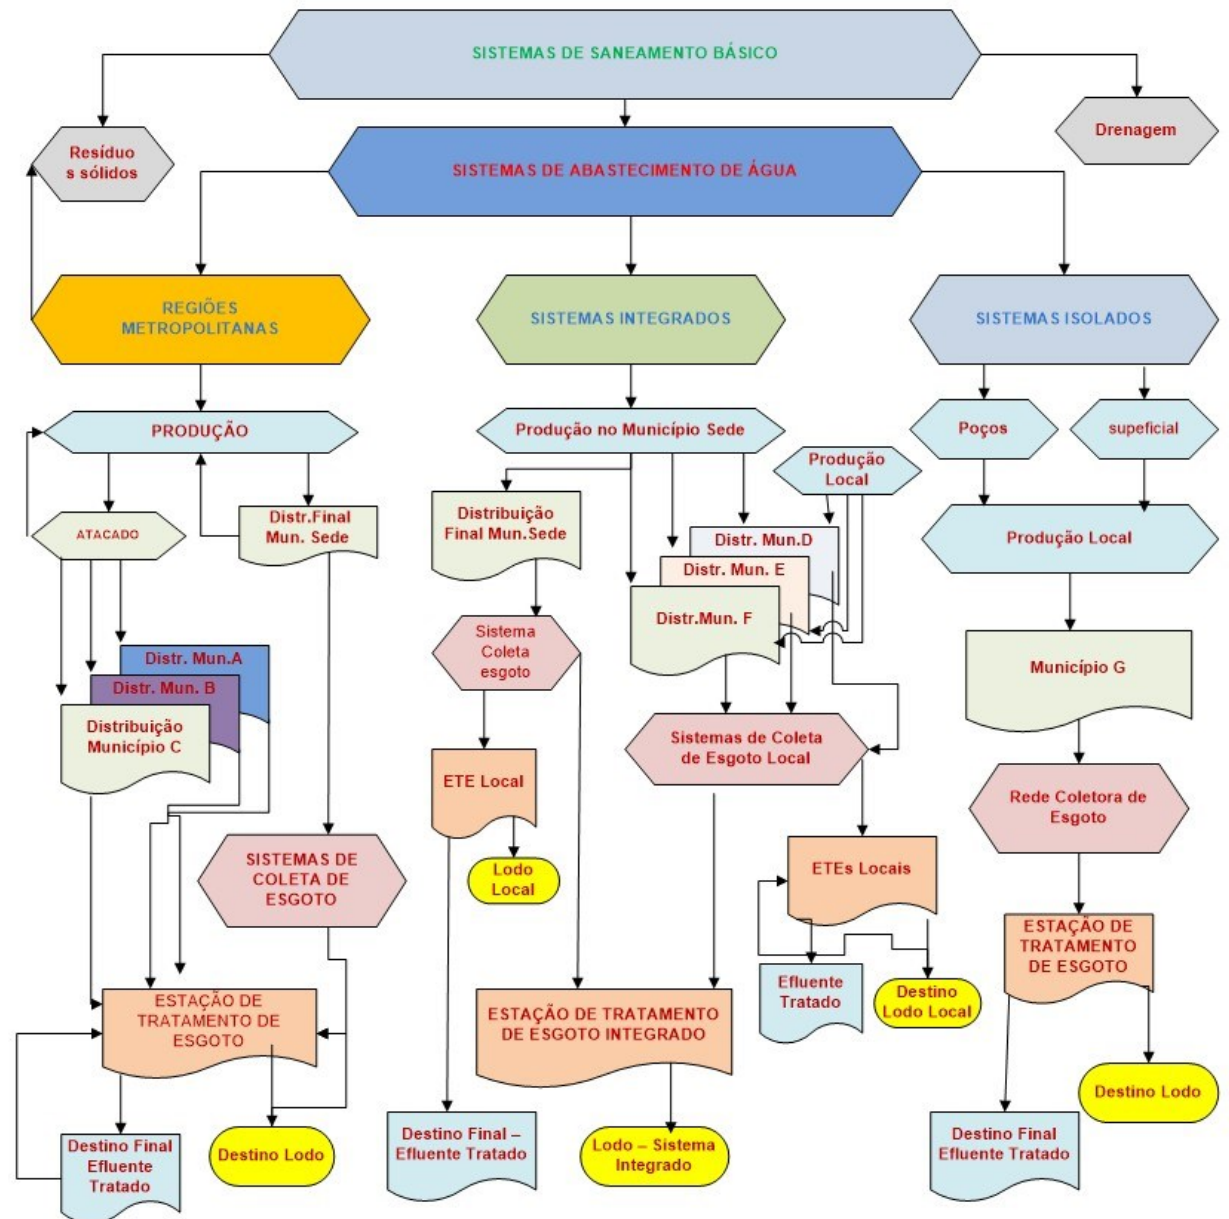 SISTEMAS DE SANEAMENTO BÁSICO
Drenagem
Resíduo
s sólidos
SISTEMAS DE ABASTECIMENTO DE ÁGUA
REGIÕES
METROPOLITANAS
SISTEMAS INTEGRADOS
SISTEMAS ISOLADOS
PRODUÇÃO
Produção no Município Sede
Poços
supeficial
Produção
Local
ATACADO
Distr.Final
Mun. Sede
Distribuição
Final Mun.Sede
Distr. Mun.D
Distr. Mun. E
Distr.Mun. F
Produção Local
Sistema
Coleta
esgoto
Distr. Mun.A
Distr. Mun. B
Distribuição
Município C
Município G
Sistemas de Coleta
de Esgoto Local
ETE Local
Rede Coletora de
Esgoto
SISTEMAS DE
COLETA DE
ESGOTO
Lodo
Local
ETEs Locais
ESTAÇÃO DE
TRATAMENTO
DE ESGOTO
Efluente
Tratado
Destino
Lodo Local
ESTAÇÃO DE
TRATAMENTO DE
ESGOTO
ESTAÇÃO DE TRATAMENTO
DE ESGOTO INTEGRADO
Destino Lodo
Destino Final
Efluente
Tratado
Destino Lodo
Destino Final –
Efluente Tratado
Lodo – Sistema
Integrado
Destino Final
Efluente Tratado